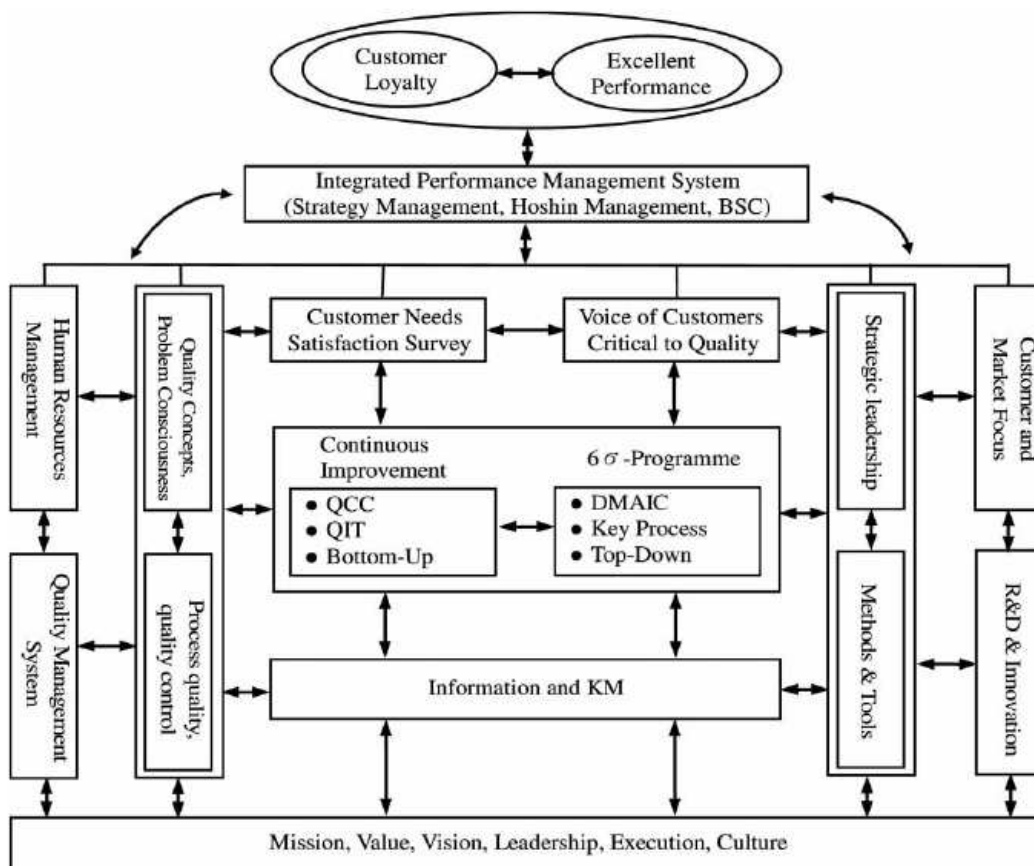 Customer
Loyalty
Excellent
Performance
Integrated Performance Management System
(Strategy Management, Hoshin Management, BSC)
Human Resources
Management
Quality Concepts,
Problem Consciousness
Customer Needs
Satisfaction Survey
Voice of Customers
Critical to Quality
Strategic leadership
Customer and
Market Focus
Continuous
Improvement
● QCC
● QIT
● Bottom-Up
6σ-Programme
● DMAIC
● Key Process
● Top-Down
Quality Management
System
Process quality,
quality control
Information and KM
Methods & Tools
R&D & Innovation
Mission, Value, Vision, Leadership, Execution, Culture